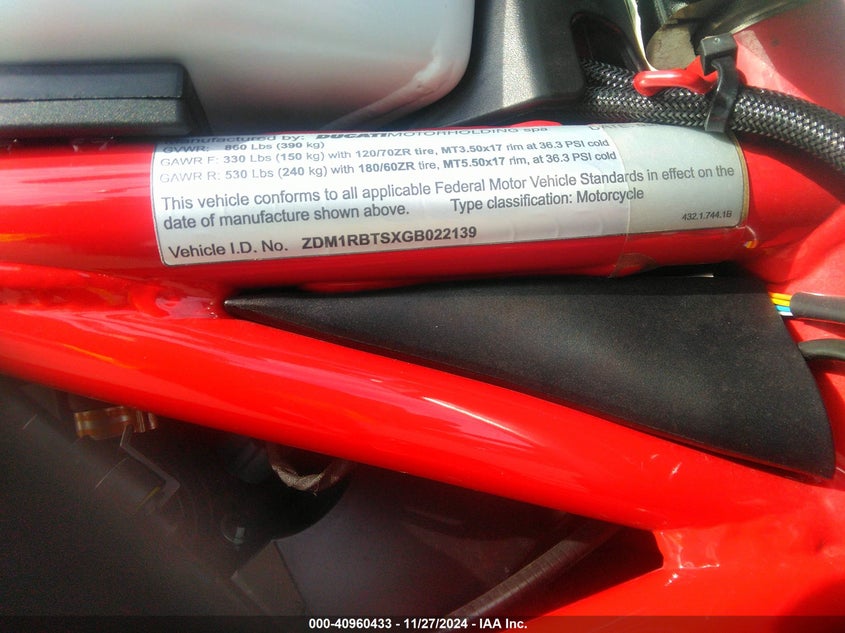 Manufactured by: DUCATIMOTORHOLDING spa
GVWR: 860 Lbs (390 kg)
GAWR F: 330 Lbs (150 kg) with 120/70ZR tire, MT3.50x17 rim, at 36.3 PSI cold
GAWR R: 530 Lbs (240 kg) with 180/60ZR tire, MT5.50x17 rim, at 36.3 PSI cold
This vehicle conforms to all applicable Federal Motor Vehicle Standards in effect on the
date of manufacture shown above. Type classification: Motorcycle
432.1.744.1B
Vehicle I.D. No. ZDM1RBTSXGB022139
000-40960433 - 11/27/2024 - IAA Inc.